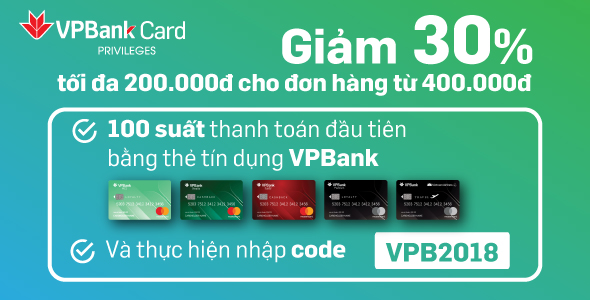 VPBank Card
PRIVILEGES
Giảm 30%
tối đa 200.000đ cho đơn hàng từ 400.000đ
100 suất thanh toán đầu tiên
bằng thẻ tín dụng VPBank
Và thực hiện nhập code
VPB2018